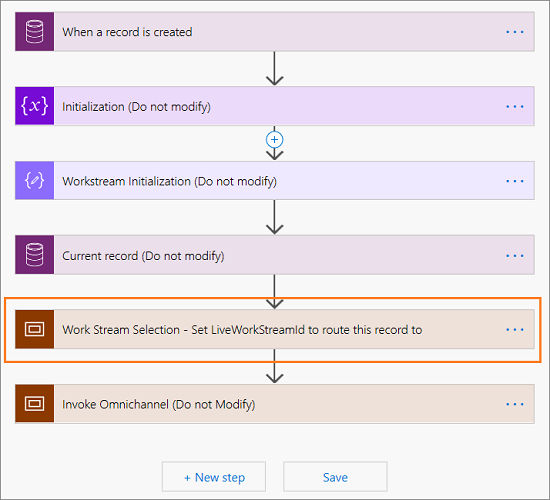 When a record is created
...
{x} Initialization (Do not modify)
...
Workstream Initialization (Do not modify)
...
Current record (Do not modify)
...
Work Stream Selection - Set LiveWorkStreamId to route this record to
...
Invoke Omnichannel (Do not Modify)
...
+ New step
Save